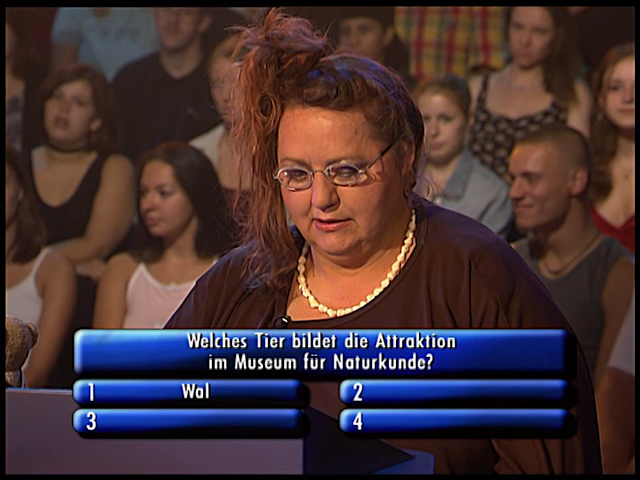 Welches Tier bildet die Attraktion
im Museum für Naturkunde?
1 Wal
2
3
4